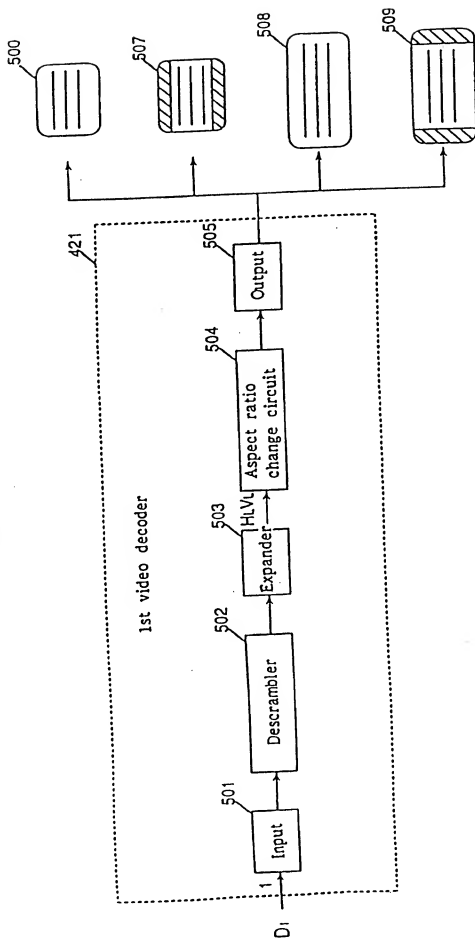 421
1st video decoder
D1
1
501
Input
502
Descrambler
503
Expander
HLVL
504
Aspect ratio
change circuit
505
Output
500
507
508
509